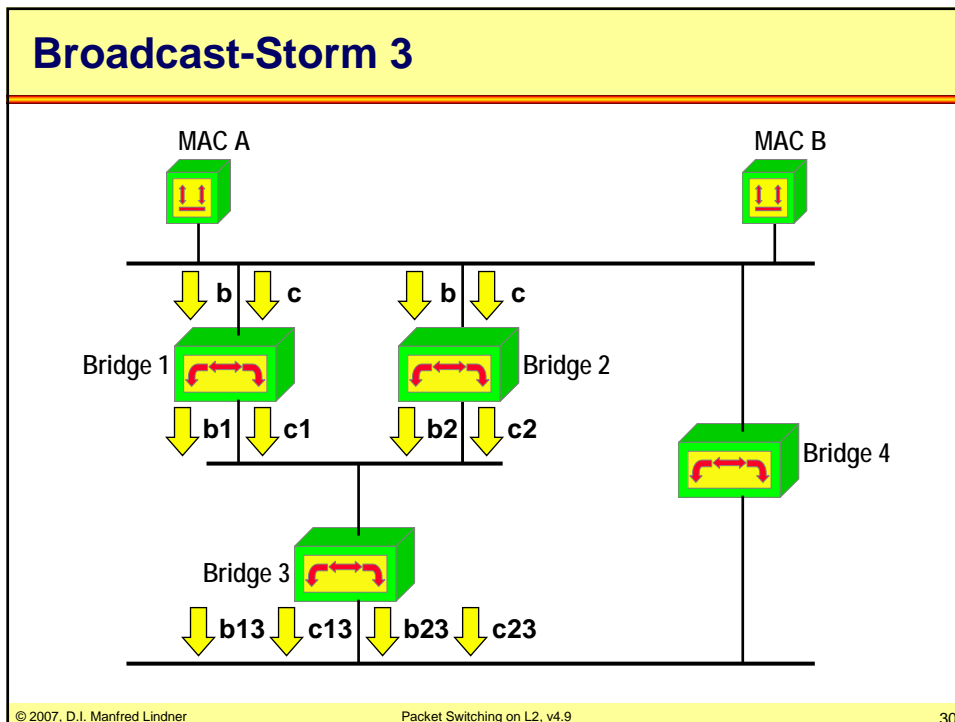 Broadcast-Storm 3
MAC A
MAC B
b
c
b
c
Bridge 1
Bridge 2
b1
c1
b2
c2
Bridge 4
Bridge 3
b13
c13
b23
c23
© 2007, D.I. Manfred Lindner
Packet Switching on L2, v4.9
30